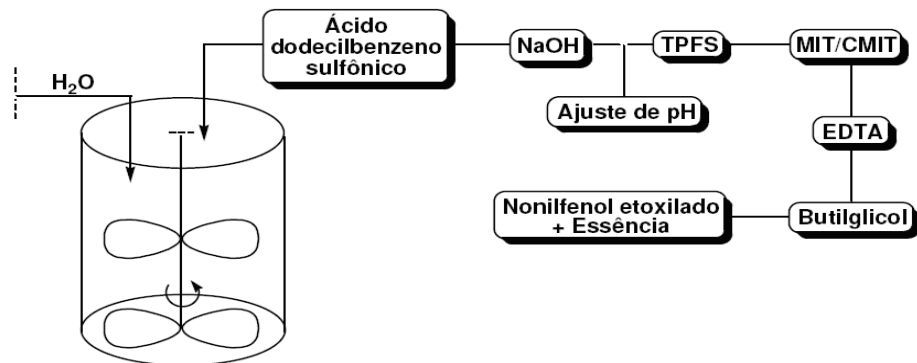 Ácido
dodecilbenzeno
sulfônico
NaOH
TPFS
MIT/CMIT
H₂O
Ajuste de pH
EDTA
Nonilfenol etoxilado
+ Essência
Butilglicol